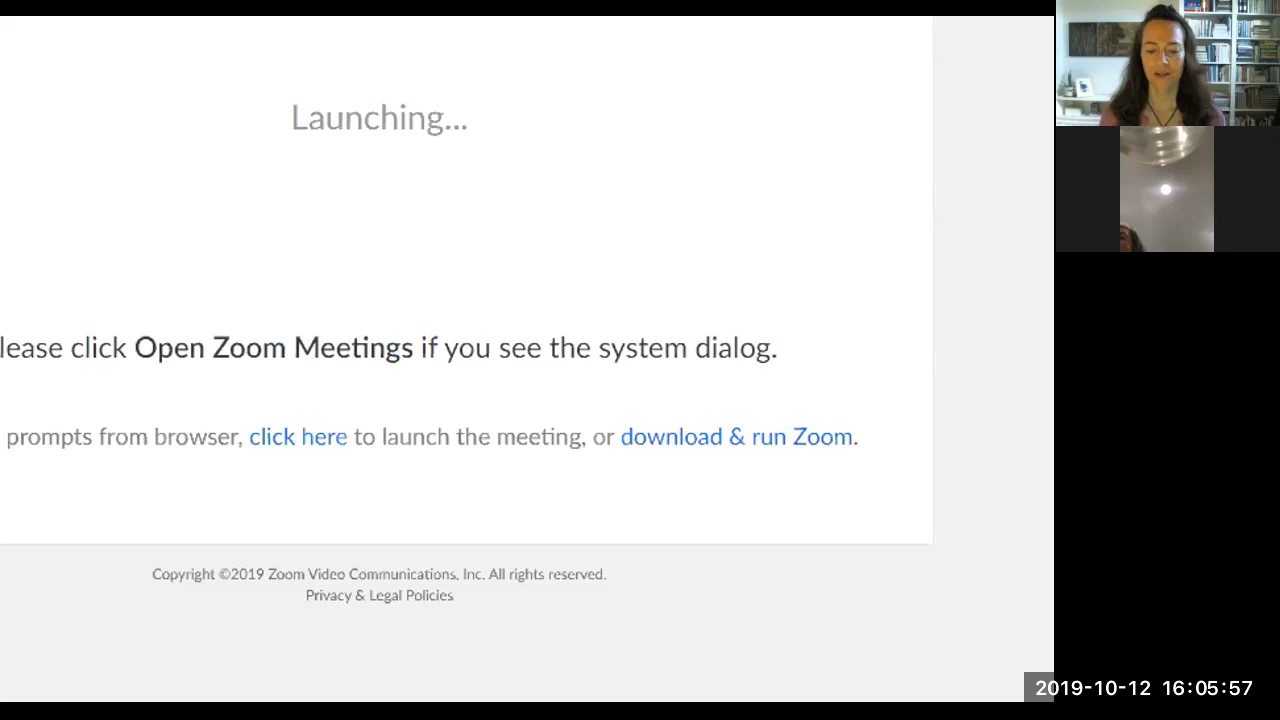 Launching...
lease click Open Zoom Meetings if you see the system dialog.
prompts from browser, click here to launch the meeting, or download & run Zoom.
Copyright ©2019 Zoom Video Communications, Inc. All rights reserved.
Privacy & Legal Policies
2019-10-12 16:05:57